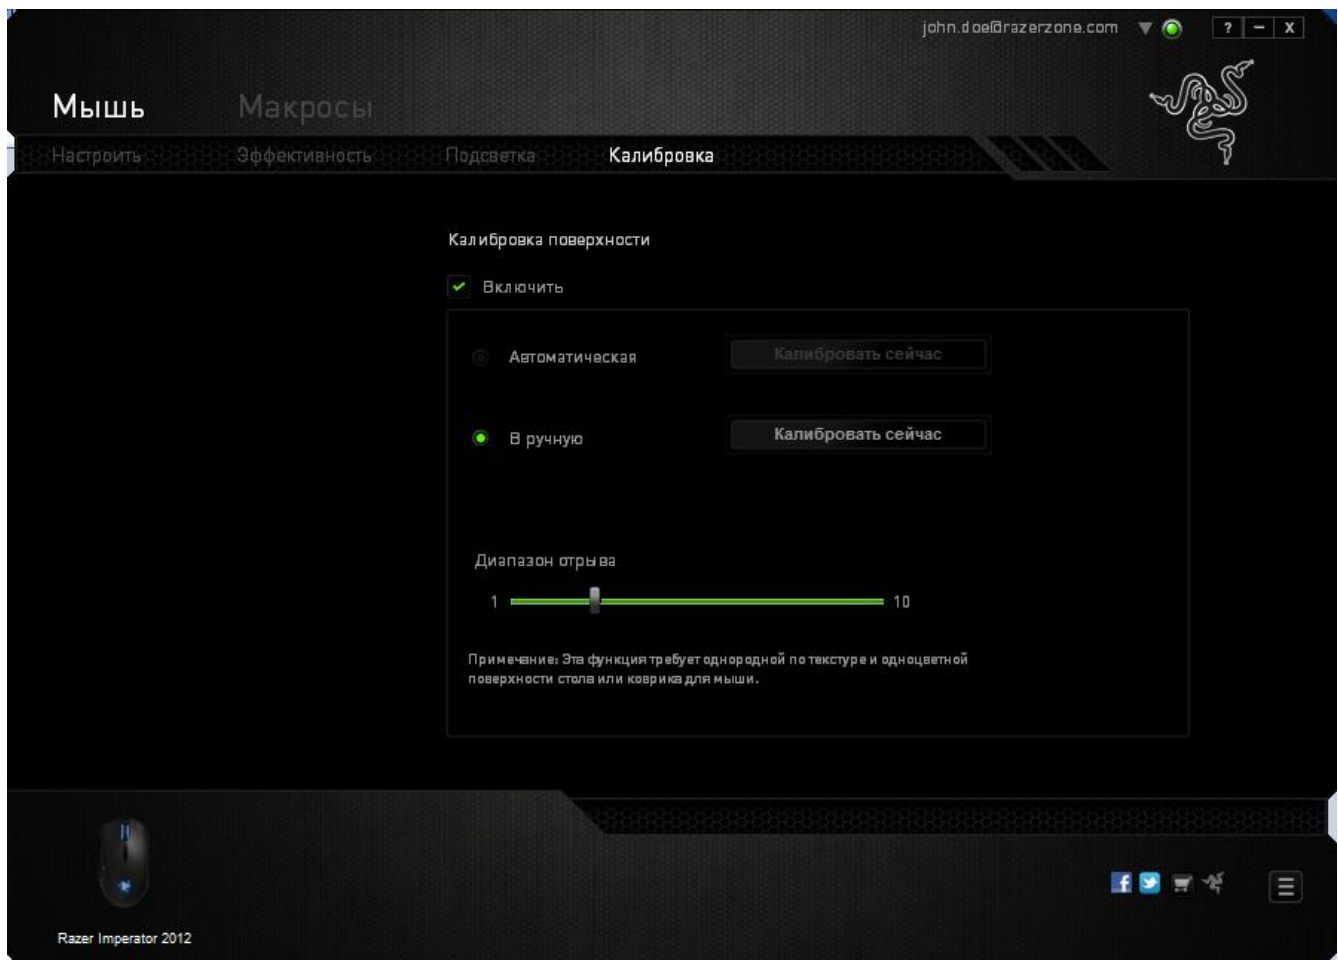 john.doe@razerzone.com
? – X
Мышь Макросы
Настроить Эффективность Подсветка Калибровка
Калибровка поверхности
Включить
Автоматическая Калибровать сейчас
В ручную Калибровать сейчас
Диапазон отрыва
1 10
Примечание: Эта функция требует однородной по текстуре и одноцветной
поверхности стола или коврика для мыши.
f
Razer Imperator 2012